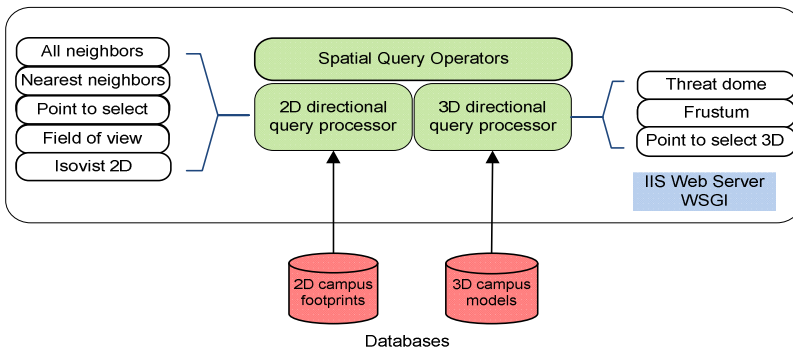 All neighbors
Nearest neighbors
Point to select
Field of view
Isovist 2D
Spatial Query Operators
2D directional
query processor
3D directional
query processor
Threat dome
Frustum
Point to select 3D
IIS Web Server
WSGI
2D campus
footprints
3D campus
models
Databases